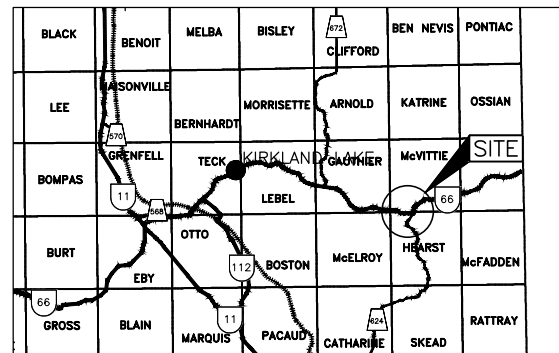 BLACK
BENOIT
MELBA
BISLEY
672
CLIFFORD
BEN NEVIS
PONTIAC
LEE
MAISONVILLE
BERNHARDT
MORRISETTE
ARNOLD
KATRINE
OSSIAN
570
GRENFELL
TECK
KIRKLAND LAKE
GAUTHIER
McVITTIE
SITE
BOMPAS
11
568
LEBEL
66
BURT
OTTO
HEARST
EBY
112
BOSTON
McELROY
McFADDEN
66
GROSS
BLAIN
11
MARQUIS
PACAUD
624
CATHARINE
SKEAD
RATTRAY